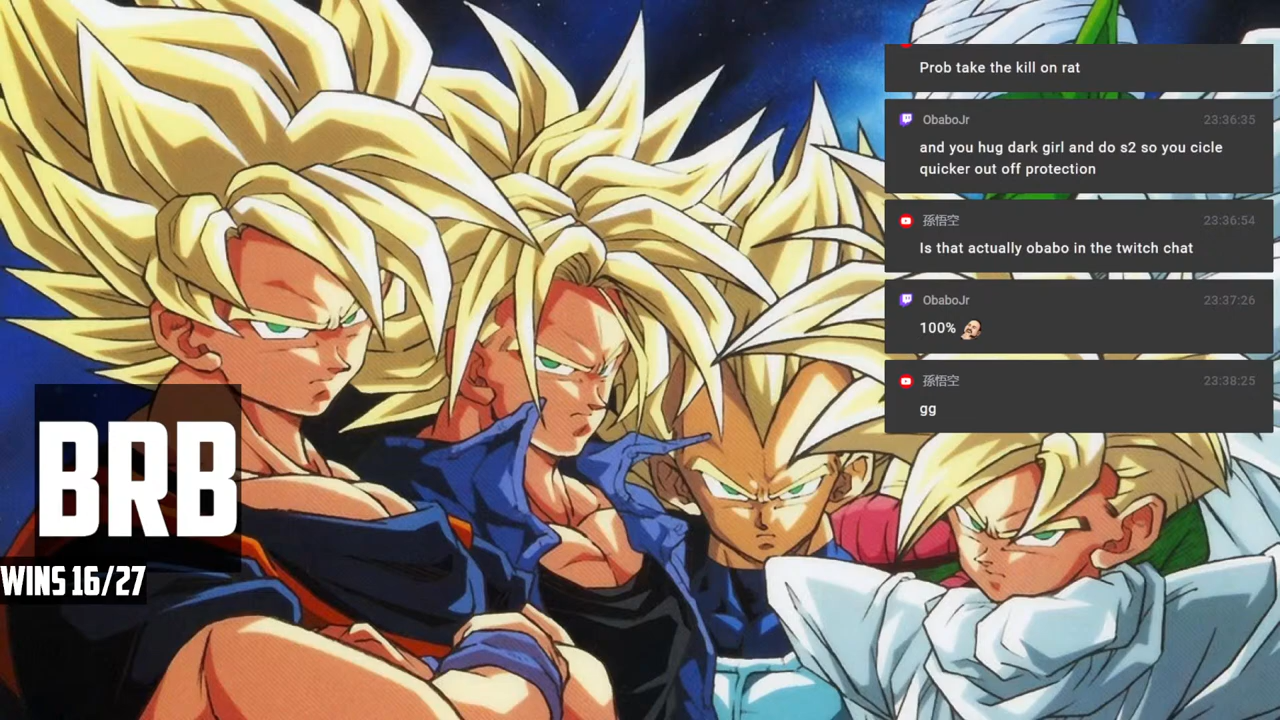 Prob take the kill on rat
ObaboJr 23:36:35
and you hug dark girl and do s2 so you cicle
quicker out off protection
孫悟空 23:36:54
Is that actually obabo in the twitch chat
ObaboJr 23:37:26
100%
孫悟空 23:38:25
gg
BRB
WINS 16/27